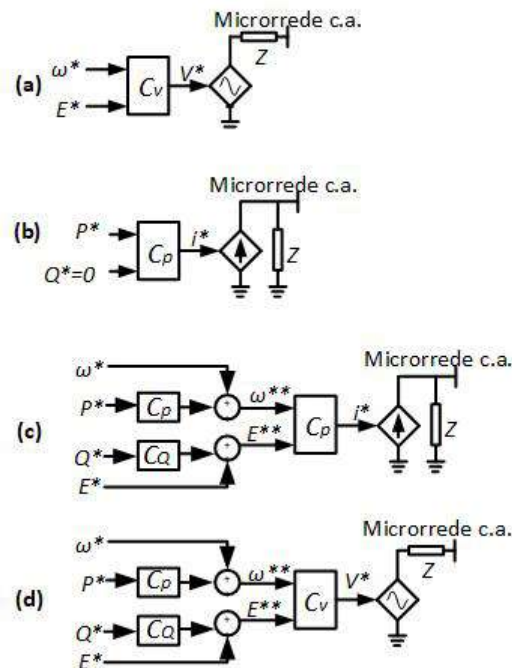 Microrrede c.a.
(a)
ω*
E*
Cv
V*
Z
Microrrede c.a.
(b)
P*
Q*=0
Cp
i*
Z
Microrrede c.a.
(c)
ω*
P*
Cp
+
ω**
Q*
CQ
+
E**
E*
Cp
i*
Z
Microrrede c.a.
(d)
ω*
P*
Cp
+
ω**
Q*
CQ
+
E**
E*
Cv
V*
Z